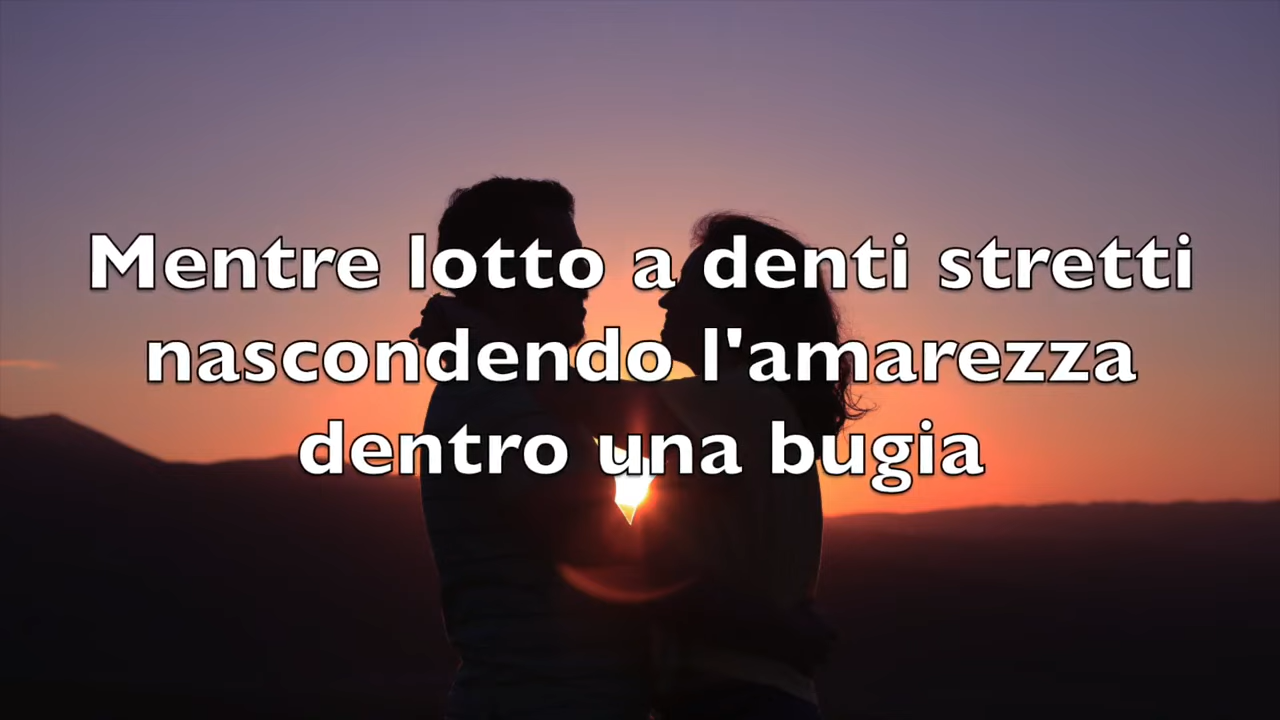 Mentre lotto a denti stretti
nascondendo l'amarezza
dentro una bugia